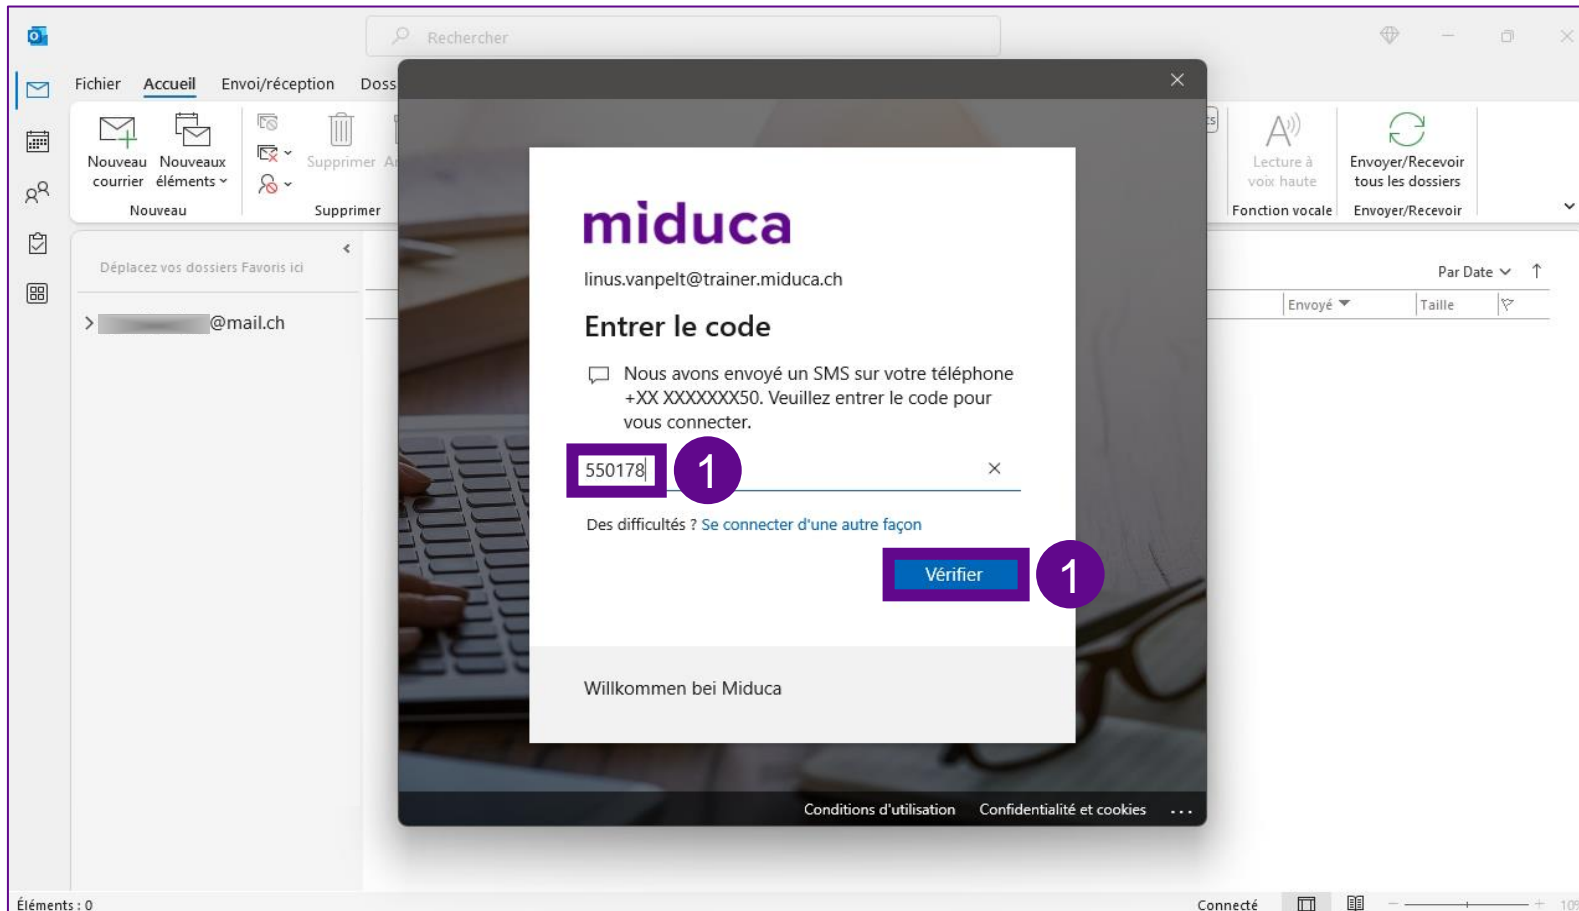 Rechercher
Fichier Accueil Envoi/réception Doss
Nouveau courrier
Nouveaux éléments
Supprimer
Lecture à voix haute
Envoyer/Recevoir tous les dossiers
Nouveau
Supprimer
Fonction vocale
Envoyer/Recevoir
Déplacez vos dossiers Favoris ici
@mail.ch
Par Date
Envoyé
Taille
miduca
linus.vanpelt@trainer.miduca.ch
Entrer le code
Nous avons envoyé un SMS sur votre téléphone
+XX XXXXXXX50. Veuillez entrer le code pour
vous connecter.
550178
1
Des difficultés ? Se connecter d'une autre façon
Vérifier
1
Willkommen bei Miduca
Conditions d'utilisation Confidentialité et cookies ...
Éléments : 0
Connecté